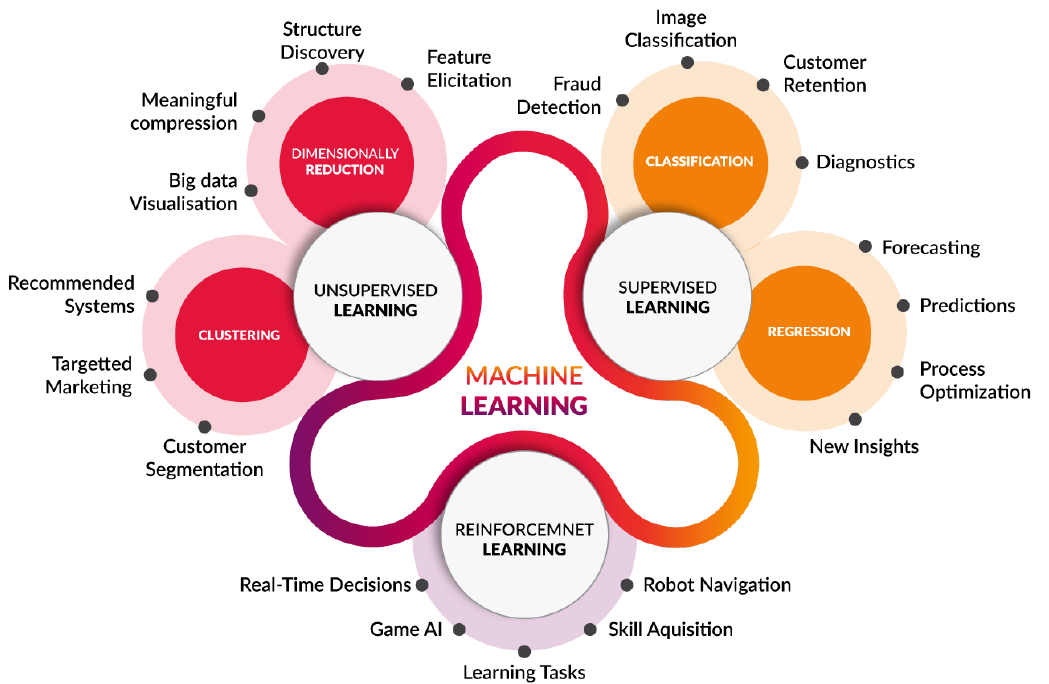 Structure
Discovery
Feature
Elicitation
Meaningful
compression
Big data
Visualisation
DIMENSIONALLY
REDUCTION
UNSUPERVISED
LEARNING
Recommended
Systems
Targetted
Marketing
Customer
Segmentation
CLUSTERING
Image
Classification
Fraud
Detection
Customer
Retention
Diagnostics
CLASSIFICATION
SUPERVISED
LEARNING
Forecasting
Predictions
Process
Optimization
New Insights
REGRESSION
MACHINE
LEARNING
REINFORCEMNET
LEARNING
Real-Time Decisions
Game AI
Learning Tasks
Skill Aquisition
Robot Navigation